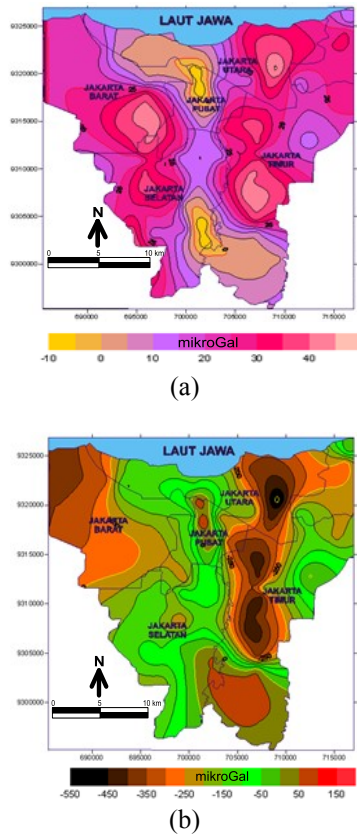 LAUT JAWA
9325000
9320000
JAKARTA
UTARA
JAKARTA
BARAT
JAKARTA
PUSAT
9315000
9310000
JAKARTA
TIMUR
JAKARTA
SELATAN
9305000
N
0 5 10 km
9300000
690000 695000 700000 705000 710000 715000
mikroGal
-10 0 10 20 30 40
(a)
LAUT JAWA
9325000
9320000
JAKARTA
UTARA
JAKARTA
BARAT
JAKARTA
PUSAT
9315000
9310000
JAKARTA
TIMUR
JAKARTA
SELATAN
9305000
N
0 5 10 km
9300000
690000 695000 700000 705000 710000 715000
mikroGal
-550 -450 -350 -250 -150 -50 50 150
(b)